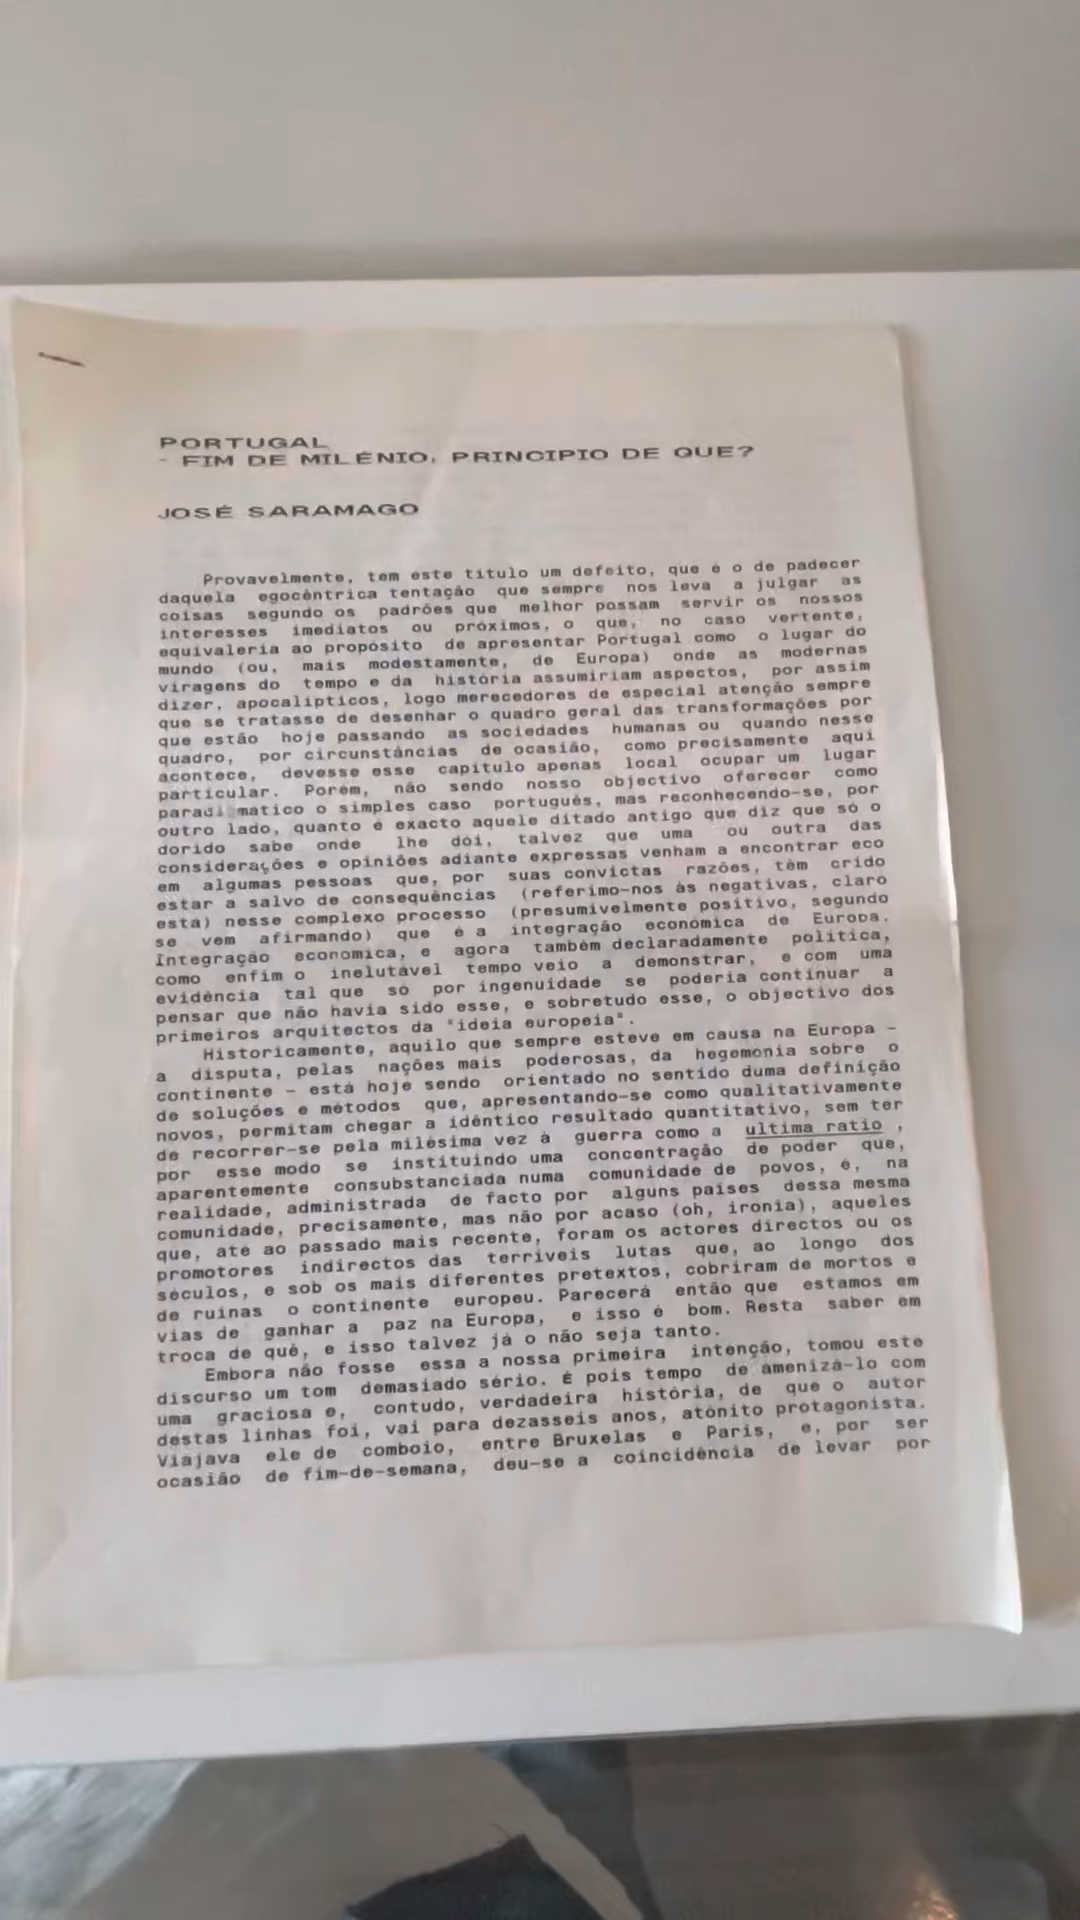 PORTUGAL
- FIM DE MILÉNIO, PRINCIPIO DE QUE?
JOSÉ SARAMAGO
Provavelmente, tem este titulo um defeito, que é o de padecer
daquela egocêntrica tentação que sempre nos leva a julgar as
coisas segundo os padrões que melhor possam servir os nossos
interesses imediatos ou próximos, o que, no caso vertente,
equivaleria ao propósito de apresentar Portugal como o lugar do
mundo (ou, mais modestamente, de Europa) onde as modernas
viragens do tempo e da história assumiriam aspectos, por assim
dizer, apocalípticos, logo merecedores de especial atenção sempre
que se tratasse de desenhar o quadro geral das transformações por
que estão hoje passando as sociedades humanas ou quando nesse
quadro, por circunstâncias de ocasião, como precisamente aqui
acontece, devesse esse capítulo apenas local ocupar um lugar
particular. Porém, não sendo nosso objectivo oferecer como
matico o simples caso português, mas reconhecendo-se, por
outro lado, quanto é exacto aquele ditado antigo que diz que só o
dorido sabe onde lhe dói, talvez que uma ou outra das
considerações e opiniões adiante expressas venham a encontrar eco
em algumas pessoas que, por suas convictas razões, têm crido
estar a salvo de consequências (referimo-nos às negativas, claro
está) nesse complexo processo (presumivelmente positivo, segundo
se vem afirmando) que é a integração económica de Europa.
Integração economica, e agora também declaradamente política,
como enfim o inelutável tempo veio a demonstrar, e com uma
evidência tal que só por ingenuidade se poderia continuar a
pensar que não havia sido esse, e sobretudo esse, o objectivo dos
primeiros arquitectos da "ideia europeia".
Historicamente, aquilo que sempre esteve em causa na Europa -
a disputa, pelas nações mais poderosas, da hegemonia sobre o
continente - está hoje sendo orientado no sentido duma definição
de soluções e métodos que, apresentando-se como qualitativamente
novos, permitam chegar a idêntico resultado quantitativo, sem ter
de recorrer-se pela milésima vez à guerra como a ultima ratio ,
por esse modo se instituindo uma concentração de poder que,
aparentemente consubstanciada numa comunidade de povos, é, na
realidade, administrada de facto por alguns países dessa mesma
comunidade, precisamente, mas não por acaso (oh, ironia), aqueles
que, até ao passado mais recente, foram os actores directos ou os
promotores indirectos das terríveis lutas que, ao longo dos
séculos, e sob os mais diferentes pretextos, cobriram de mortos e
de ruinas o continente europeu. Parecerá então que estamos em
vias de ganhar a paz na Europa, e isso é bom. Resta saber em
troca de quê, e isso talvez já o não seja tanto.
Embora não fosse essa a nossa primeira intenção, tomou este
discurso um tom demasiado sério. É pois tempo de amenizá-lo com
uma graciosa e, contudo, verdadeira história, de que o autor
destas linhas foi, vai para dezasseis anos, atónito protagonista.
Viajava ele de comboio, entre Bruxelas e Paris, e, por ser
ocasião de fim-de-semana, deu-se a coincidência de levar por